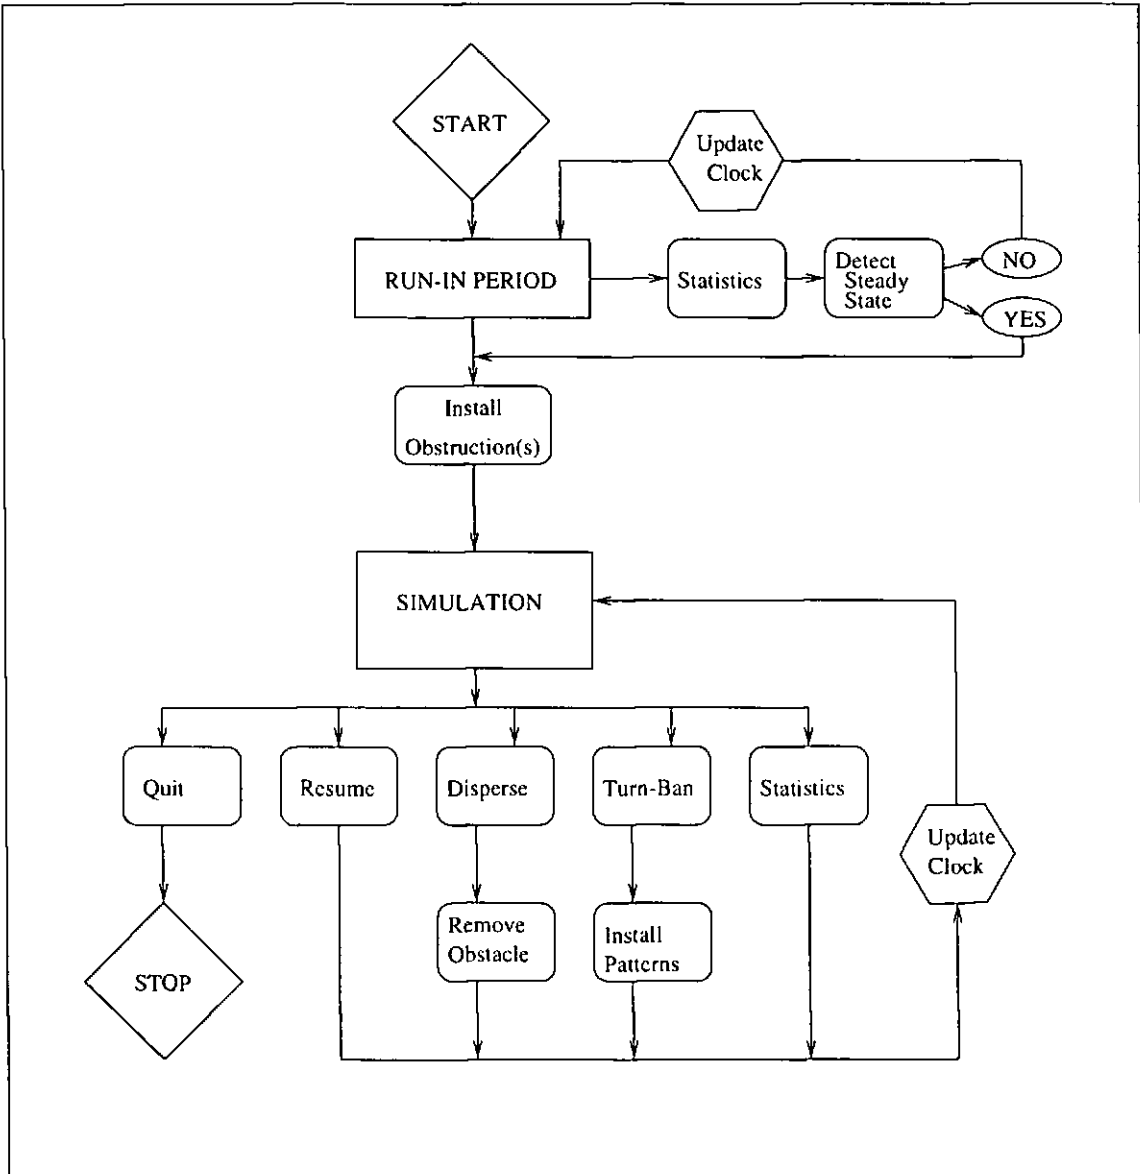 START
Update
Clock
RUN-IN PERIOD
Statistics
Detect
Steady
State
NO
YES
Install
Obstruction(s)
SIMULATION
Quit
Resume
Disperse
Turn-Ban
Statistics
Update
Clock
Remove
Obstacle
Install
Patterns
STOP